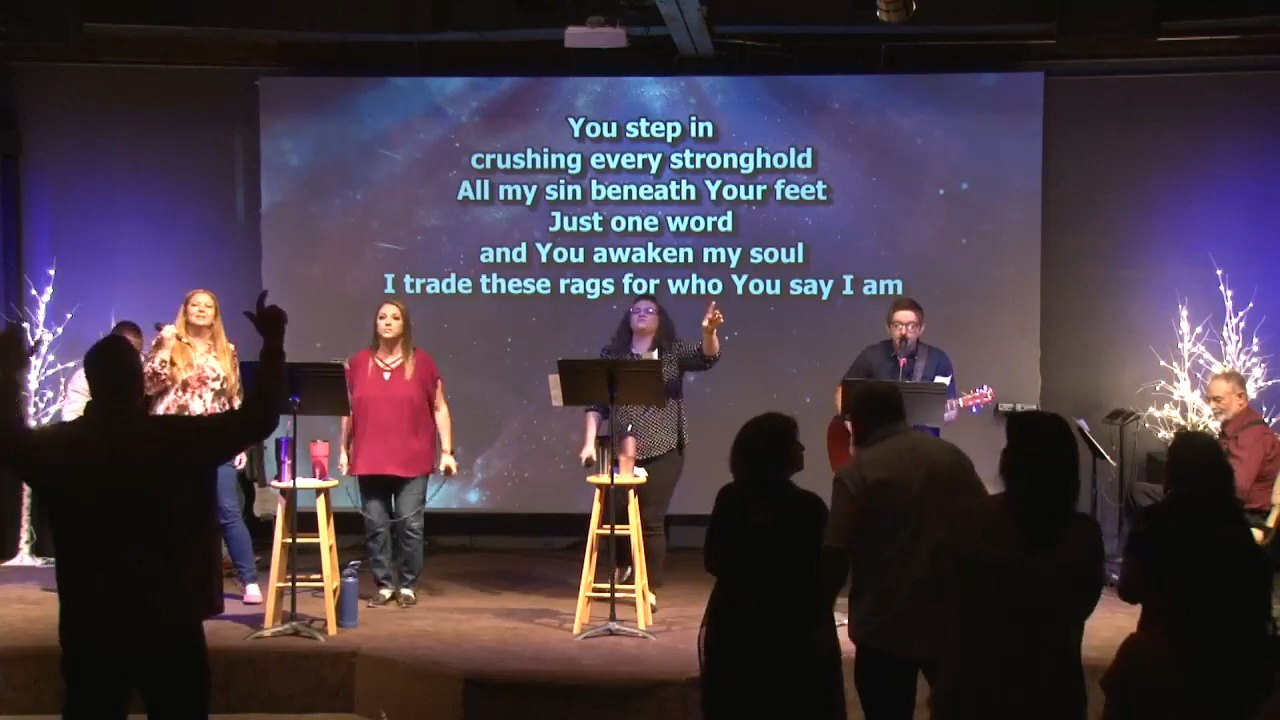 You step in
crushing every stronghold
All my sin beneath Your feet
Just one word
and You awaken my soul
I trade these rags for who You say I am